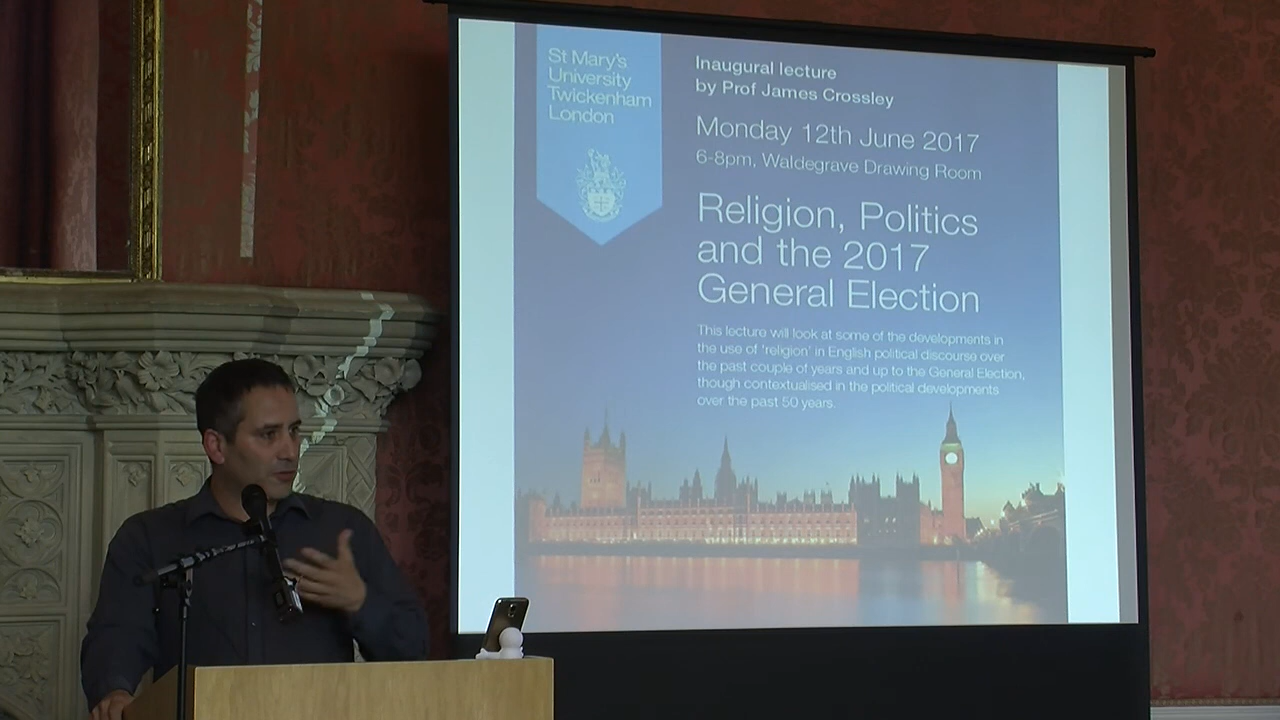 St Mary's
University
Twickenham
London
Inaugural lecture
by Prof James Crossley
Monday 12th June 2017
6-8pm, Waldegrave Drawing Room
Religion, Politics
and the 2017
General Election
This lecture will look at some of the developments in
the use of 'religion' in English political discourse over
the past couple of years and up to the General Election,
though contextualised in the political developments
over the past 50 years.